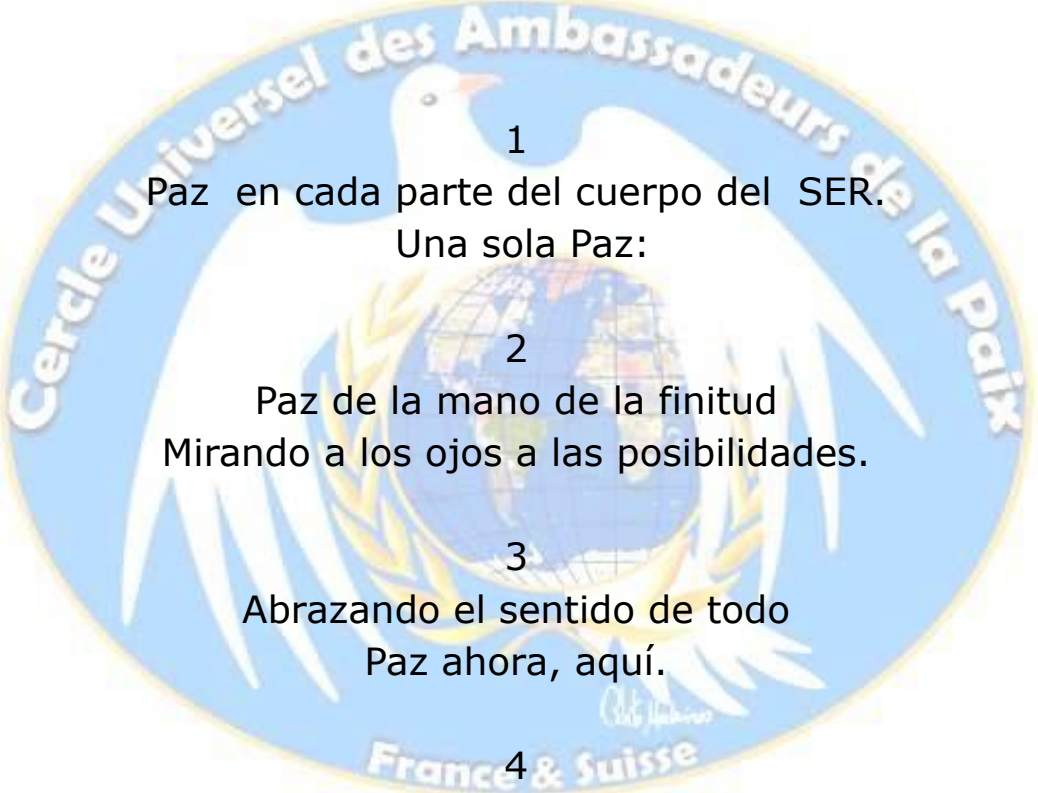 Cercle Universel des Ambassadeurs de la Paix
1
Paz en cada parte del cuerpo del SER.
Una sola Paz:
2
Paz de la mano de la finitud
Mirando a los ojos a las posibilidades.
3
Abrazando el sentido de todo
Paz ahora, aquí.
4
France & Suisse